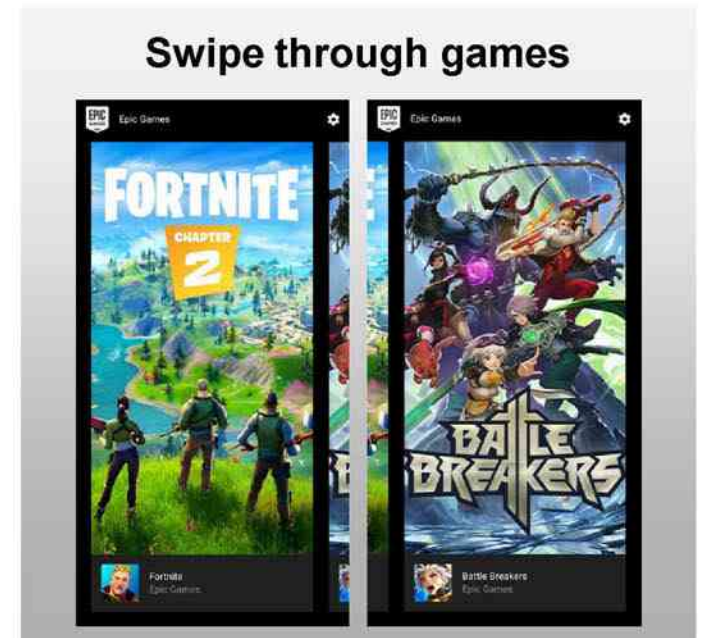 Swipe through games
EPIC
GAMES
Epic Games
FORTNITE
CHAPTER
2
Fortnite
Epic Games
EPIC
GAMES
Epic Games
BATTLE
BREAKERS
Battle Breakers
Epic Games